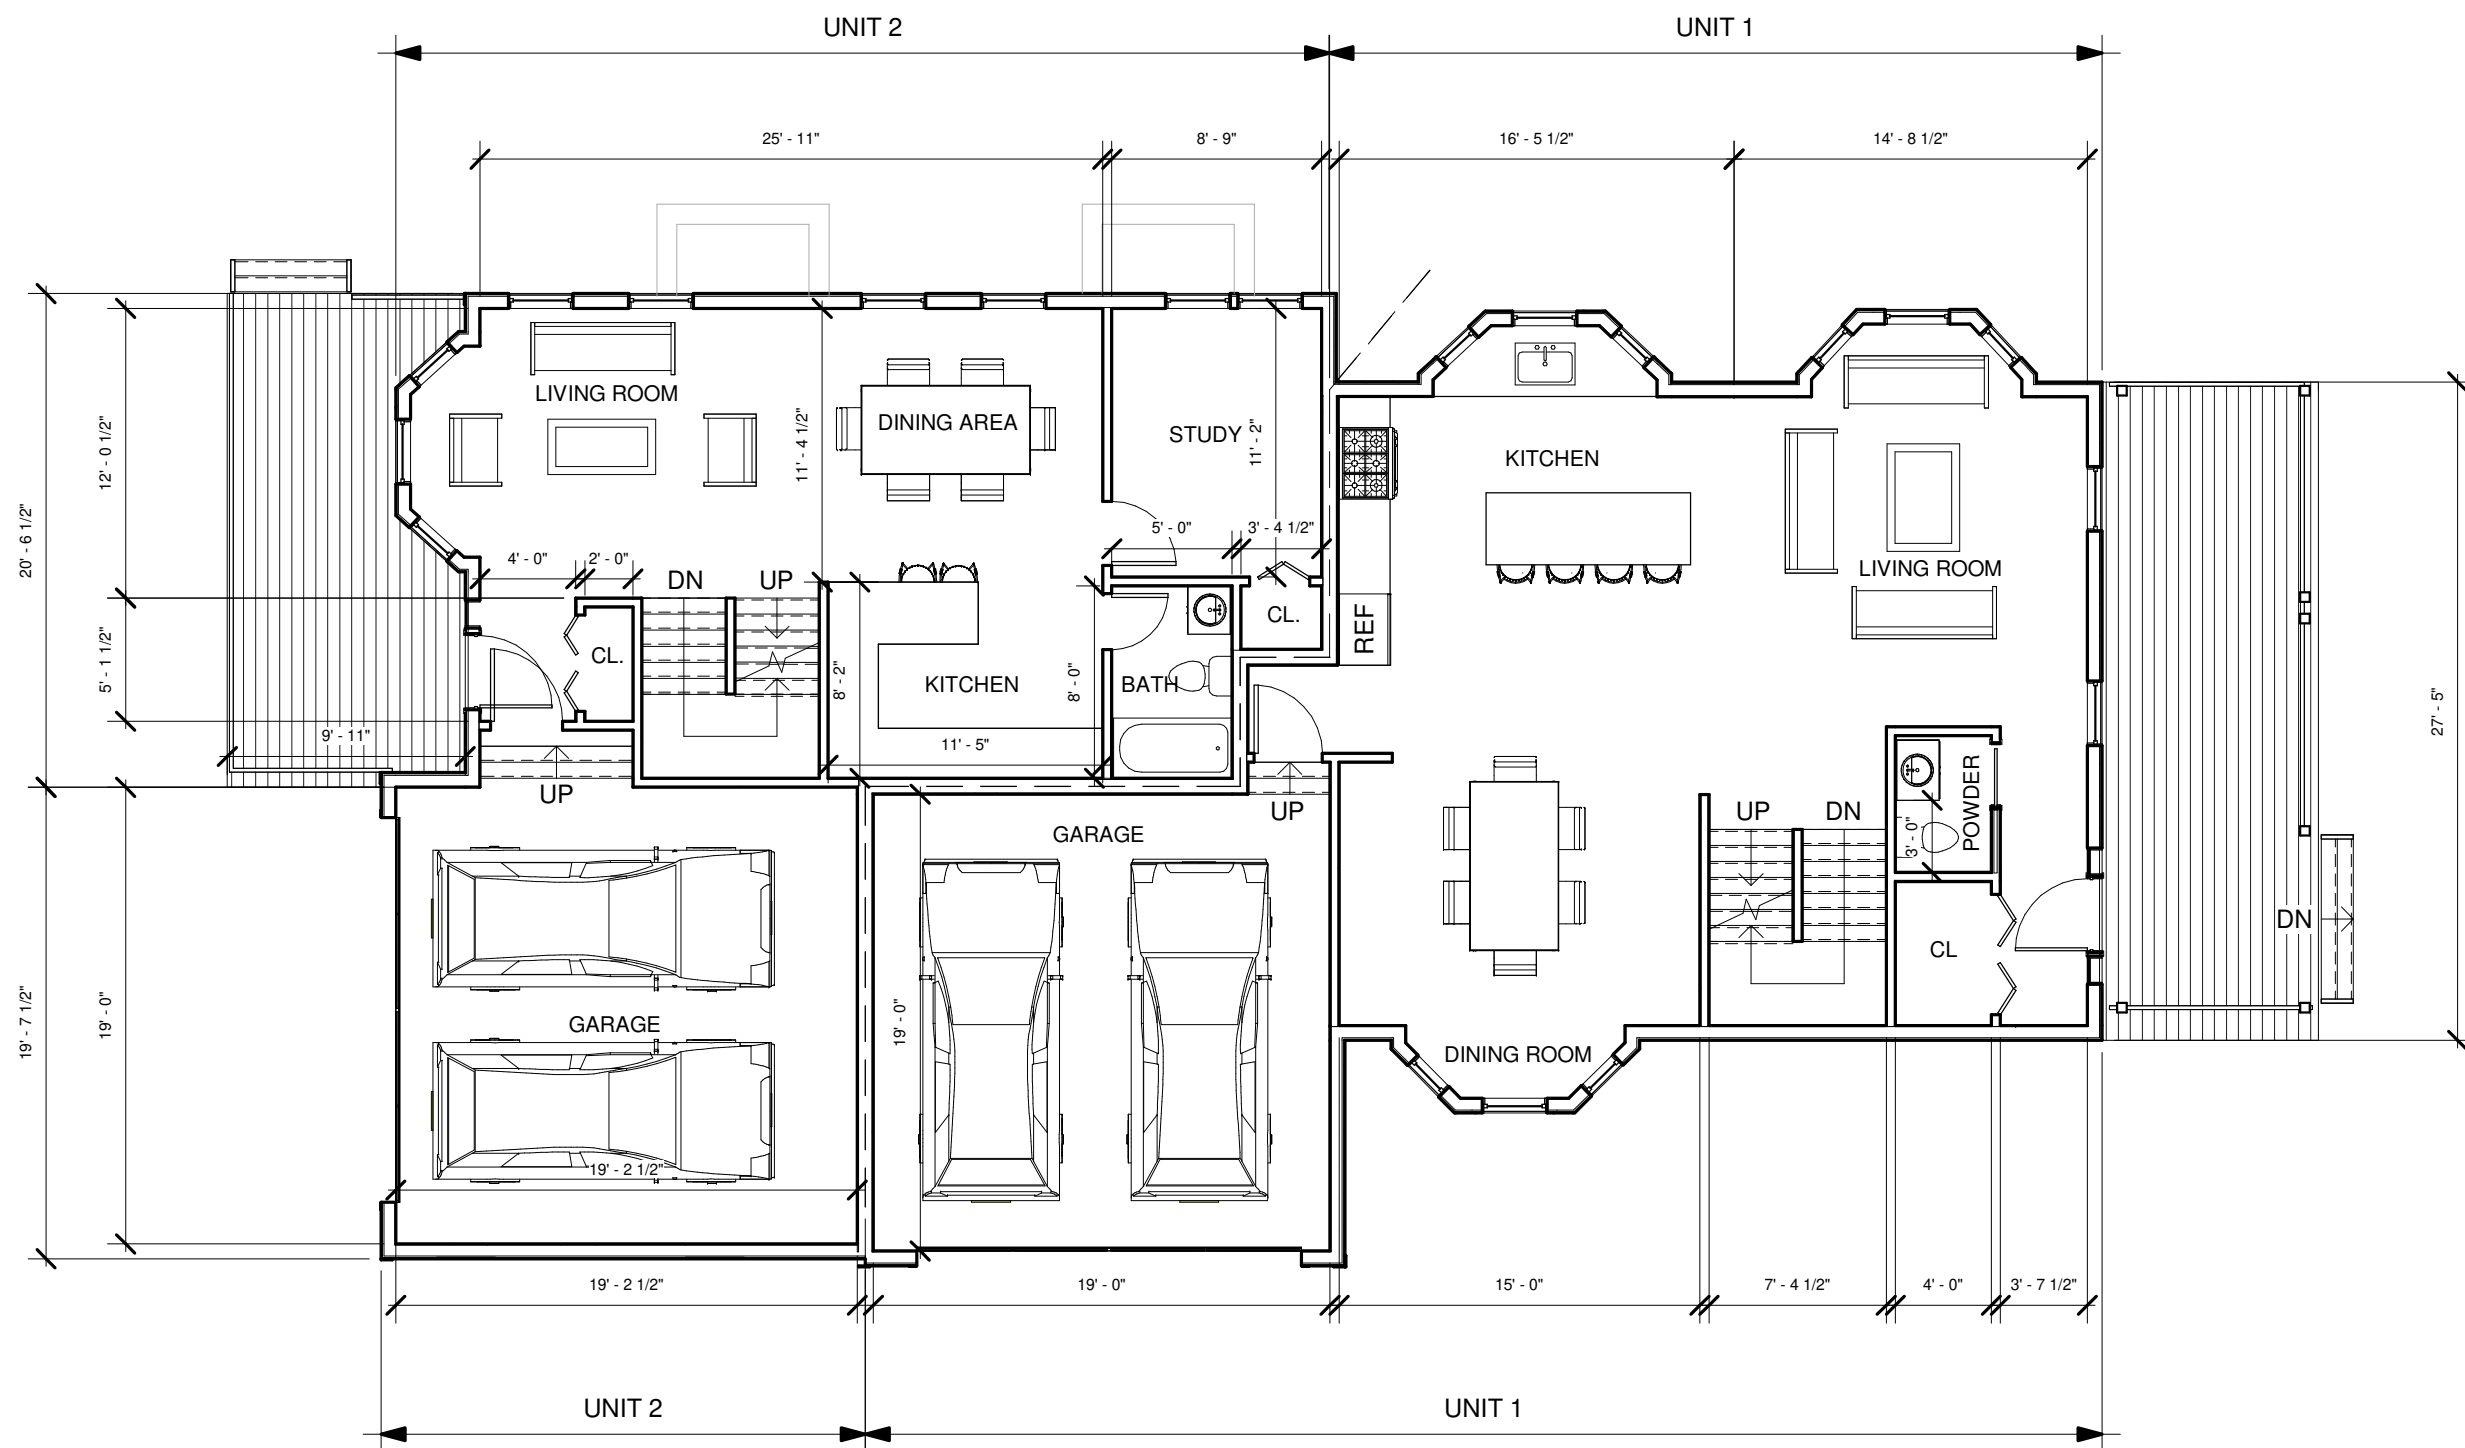 UNIT 2
UNIT 1
25' - 11"
8' - 9"
16' - 5 1/2"
14' - 8 1/2"
LIVING ROOM
DINING AREA
STUDY
KITCHEN
12' - 0 1/2"
11' - 4 1/2"
11' - 2"
20' - 6 1/2"
5' - 0"
3' - 4 1/2"
4' - 0"
2' - 0"
DN
UP
LIVING ROOM
CL.
REF
CL.
5' - 1 1/2"
8' - 2"
KITCHEN
8' - 0"
BATH
27' - 5"
9' - 11"
11' - 5"
UP
UP
UP
DN
POWDER
3' - 0"
GARAGE
DN
CL
19' - 7 1/2"
19' - 0"
GARAGE
19' - 0"
DINING ROOM
19' - 2 1/2"
19' - 2 1/2"
19' - 0"
15' - 0"
7' - 4 1/2"
4' - 0"
3' - 7 1/2"
UNIT 2
UNIT 1